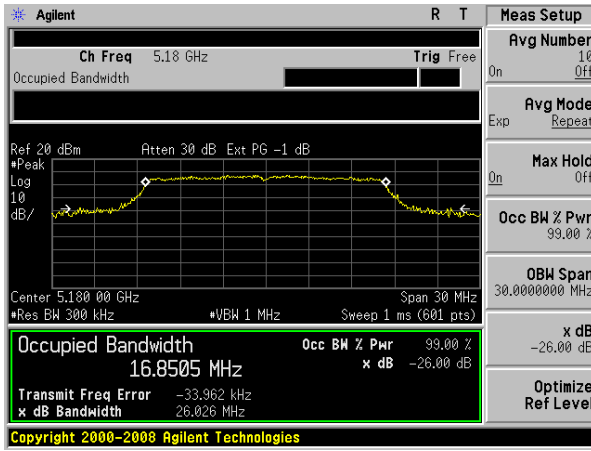 Agilent R T
Ch Freq 5.18 GHz Trig Free
Occupied Bandwidth
Ref 20 dBm Atten 30 dB Ext PG -1 dB
#Peak
Log
10
dB/
Center 5.180 00 GHz Span 30 MHz
#Res BW 300 kHz #VBW 1 MHz Sweep 1 ms (601 pts)
Occupied Bandwidth Occ BW % Pwr 99.00 %
16.8505 MHz x dB -26.00 dB
Transmit Freq Error -33.962 kHz
x dB Bandwidth 26.026 MHz
Copyright 2000-2008 Agilent Technologies
Meas Setup
Avg Number
10
On Off
Avg Mode
Exp Repeat
Max Hold
On Off
Occ BW % Pwr
99.00 %
OBW Span
30.0000000 MHz
x dB
-26.00 dB
Optimize
Ref Level